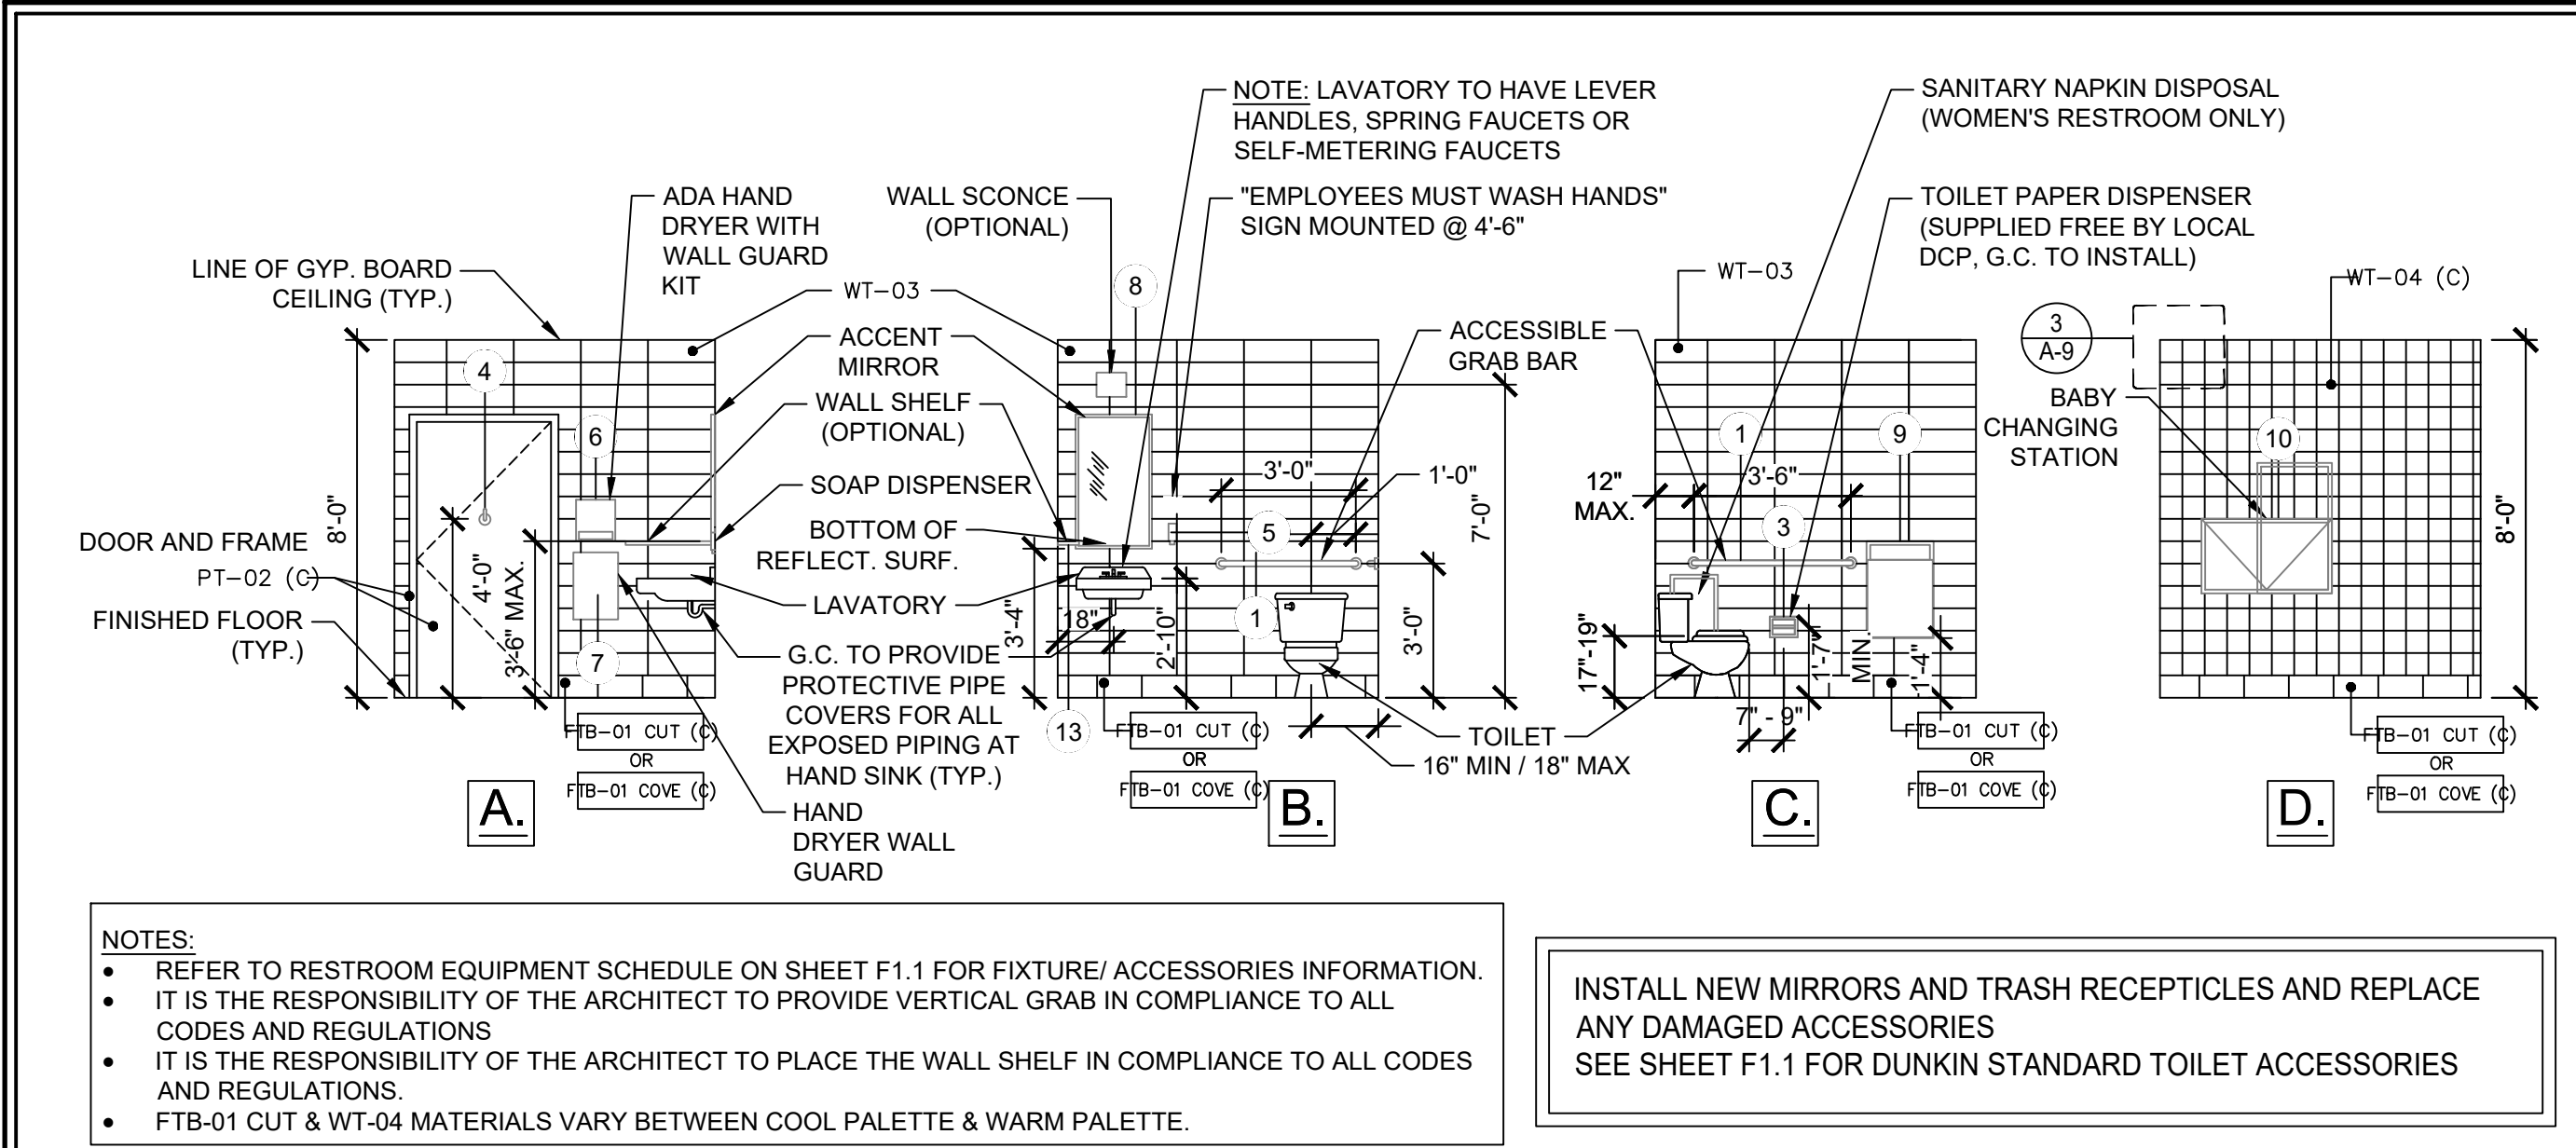 NOTE: LAVATORY TO HAVE LEVER
HANDLES, SPRING FAUCETS OR
SELF-METERING FAUCETS
SANITARY NAPKIN DISPOSAL
(WOMEN'S RESTROOM ONLY)
ADA HAND
DRYER WITH
WALL GUARD
KIT
WALL SCONCE
(OPTIONAL)
"EMPLOYEES MUST WASH HANDS"
SIGN MOUNTED @ 4'-6"
TOILET PAPER DISPENSER
(SUPPLIED FREE BY LOCAL
DCP, G.C. TO INSTALL)
LINE OF GYP. BOARD
CEILING (TYP.)
WT-03
8
WT-03
WT-04 (C)
3
A-9
ACCENT
MIRROR
ACCESSIBLE
GRAB BAR
4
WALL SHELF
(OPTIONAL)
BABY
CHANGING
STATION
6
1
9
10
3'-0"
1'-0"
12"
MAX.
3'-6"
SOAP DISPENSER
8'-0"
7'-0"
8'-0"
BOTTOM OF
REFLECT. SURF.
5
3
DOOR AND FRAME
PT-02 (C)
4'-0"
3'-6" MAX.
FINISHED FLOOR
(TYP.)
LAVATORY
3'-4"
18"
2'-10"
1
3'-0"
17"-19"
1'-7"
MIN.
1'-4"
7
G.C. TO PROVIDE
PROTECTIVE PIPE
COVERS FOR ALL
EXPOSED PIPING AT
HAND SINK (TYP.)
13
7" - 9"
TOILET
16" MIN / 18" MAX
FTB-01 CUT (C)
OR
FTB-01 COVE (C)
FTB-01 CUT (C)
OR
FTB-01 COVE (C)
FTB-01 CUT (C)
OR
FTB-01 COVE (C)
FTB-01 CUT (C)
OR
FTB-01 COVE (C)
HAND
DRYER WALL
GUARD
A.
B.
C.
D.
NOTES:
• REFER TO RESTROOM EQUIPMENT SCHEDULE ON SHEET F1.1 FOR FIXTURE/ ACCESSORIES INFORMATION.
• IT IS THE RESPONSIBILITY OF THE ARCHITECT TO PROVIDE VERTICAL GRAB IN COMPLIANCE TO ALL
CODES AND REGULATIONS
• IT IS THE RESPONSIBILITY OF THE ARCHITECT TO PLACE THE WALL SHELF IN COMPLIANCE TO ALL CODES
AND REGULATIONS.
• FTB-01 CUT & WT-04 MATERIALS VARY BETWEEN COOL PALETTE & WARM PALETTE.
INSTALL NEW MIRRORS AND TRASH RECEPTICLES AND REPLACE
ANY DAMAGED ACCESSORIES
SEE SHEET F1.1 FOR DUNKIN STANDARD TOILET ACCESSORIES